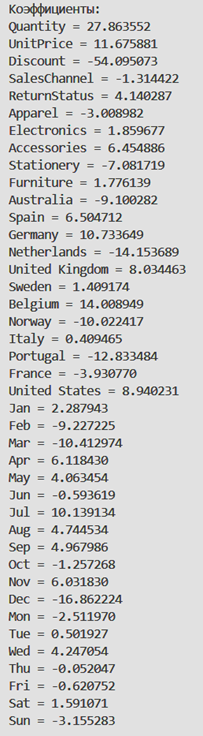 Коэффициенты:
Quantity = 27.863552
UnitPrice = 11.675881
Discount = -54.095073
SalesChannel = -1.314422
ReturnStatus = 4.140287
Apparel = -3.008982
Electronics = 1.859677
Accessories = 6.454886
Stationery = -7.081719
Furniture = 1.776139
Australia = -9.100282
Spain = 6.504712
Germany = 10.733649
Netherlands = -14.153689
United Kingdom = 8.034463
Sweden = 1.409174
Belgium = 14.008949
Norway = -10.022417
Italy = 0.409465
Portugal = -12.833484
France = -3.930770
United States = 8.940231
Jan = 2.287943
Feb = -9.227225
Mar = -10.412974
Apr = 6.118430
May = 4.063454
Jun = -0.593619
Jul = 10.139134
Aug = 4.744534
Sep = 4.967986
Oct = -1.257268
Nov = 6.031830
Dec = -16.862224
Mon = -2.511970
Tue = 0.501927
Wed = 4.247054
Thu = -0.052047
Fri = -0.620752
Sat = 1.591071
Sun = -3.155283